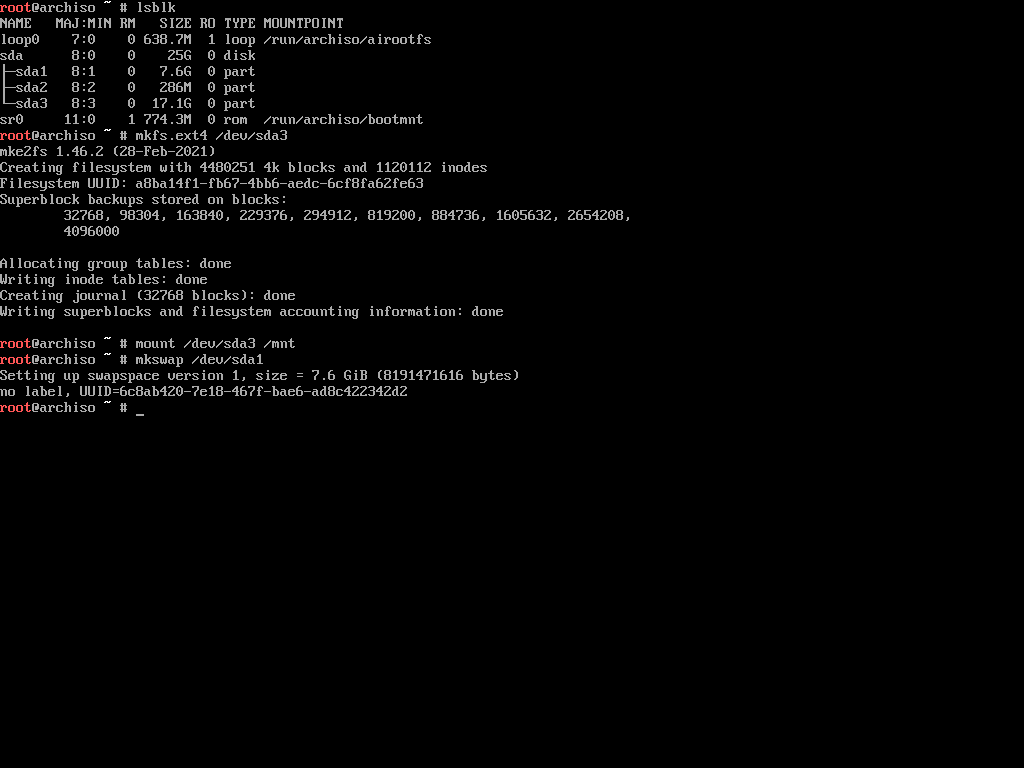 root@archiso ~ # lsblk
NAME   MAJ:MIN RM   SIZE RO TYPE MOUNTPOINT
loop0    7:0    0 638.7M  1 loop /run/archiso/airootfs
sda      8:0    0    25G  0 disk
├─sda1   8:1    0   7.6G  0 part
├─sda2   8:2    0   286M  0 part
└─sda3   8:3    0  17.1G  0 part
sr0     11:0    1 774.3M  0 rom  /run/archiso/bootmnt
root@archiso ~ # mkfs.ext4 /dev/sda3
mke2fs 1.46.2 (28-Feb-2021)
Creating filesystem with 4480251 4k blocks and 1120112 inodes
Filesystem UUID: a8ba14f1-fb67-4bb6-aedc-6cf8fa62fe63
Superblock backups stored on blocks:
        32768, 98304, 163840, 229376, 294912, 819200, 884736, 1605632, 2654208,
        4096000
Allocating group tables: done
Writing inode tables: done
Creating journal (32768 blocks): done
Writing superblocks and filesystem accounting information: done
root@archiso ~ # mount /dev/sda3 /mnt
root@archiso ~ # mkswap /dev/sda1
Setting up swapspace version 1, size = 7.6 GiB (8191471616 bytes)
no label, UUID=6c8ab420-7e18-467f-bae6-ad8c422342d2
root@archiso ~ # _